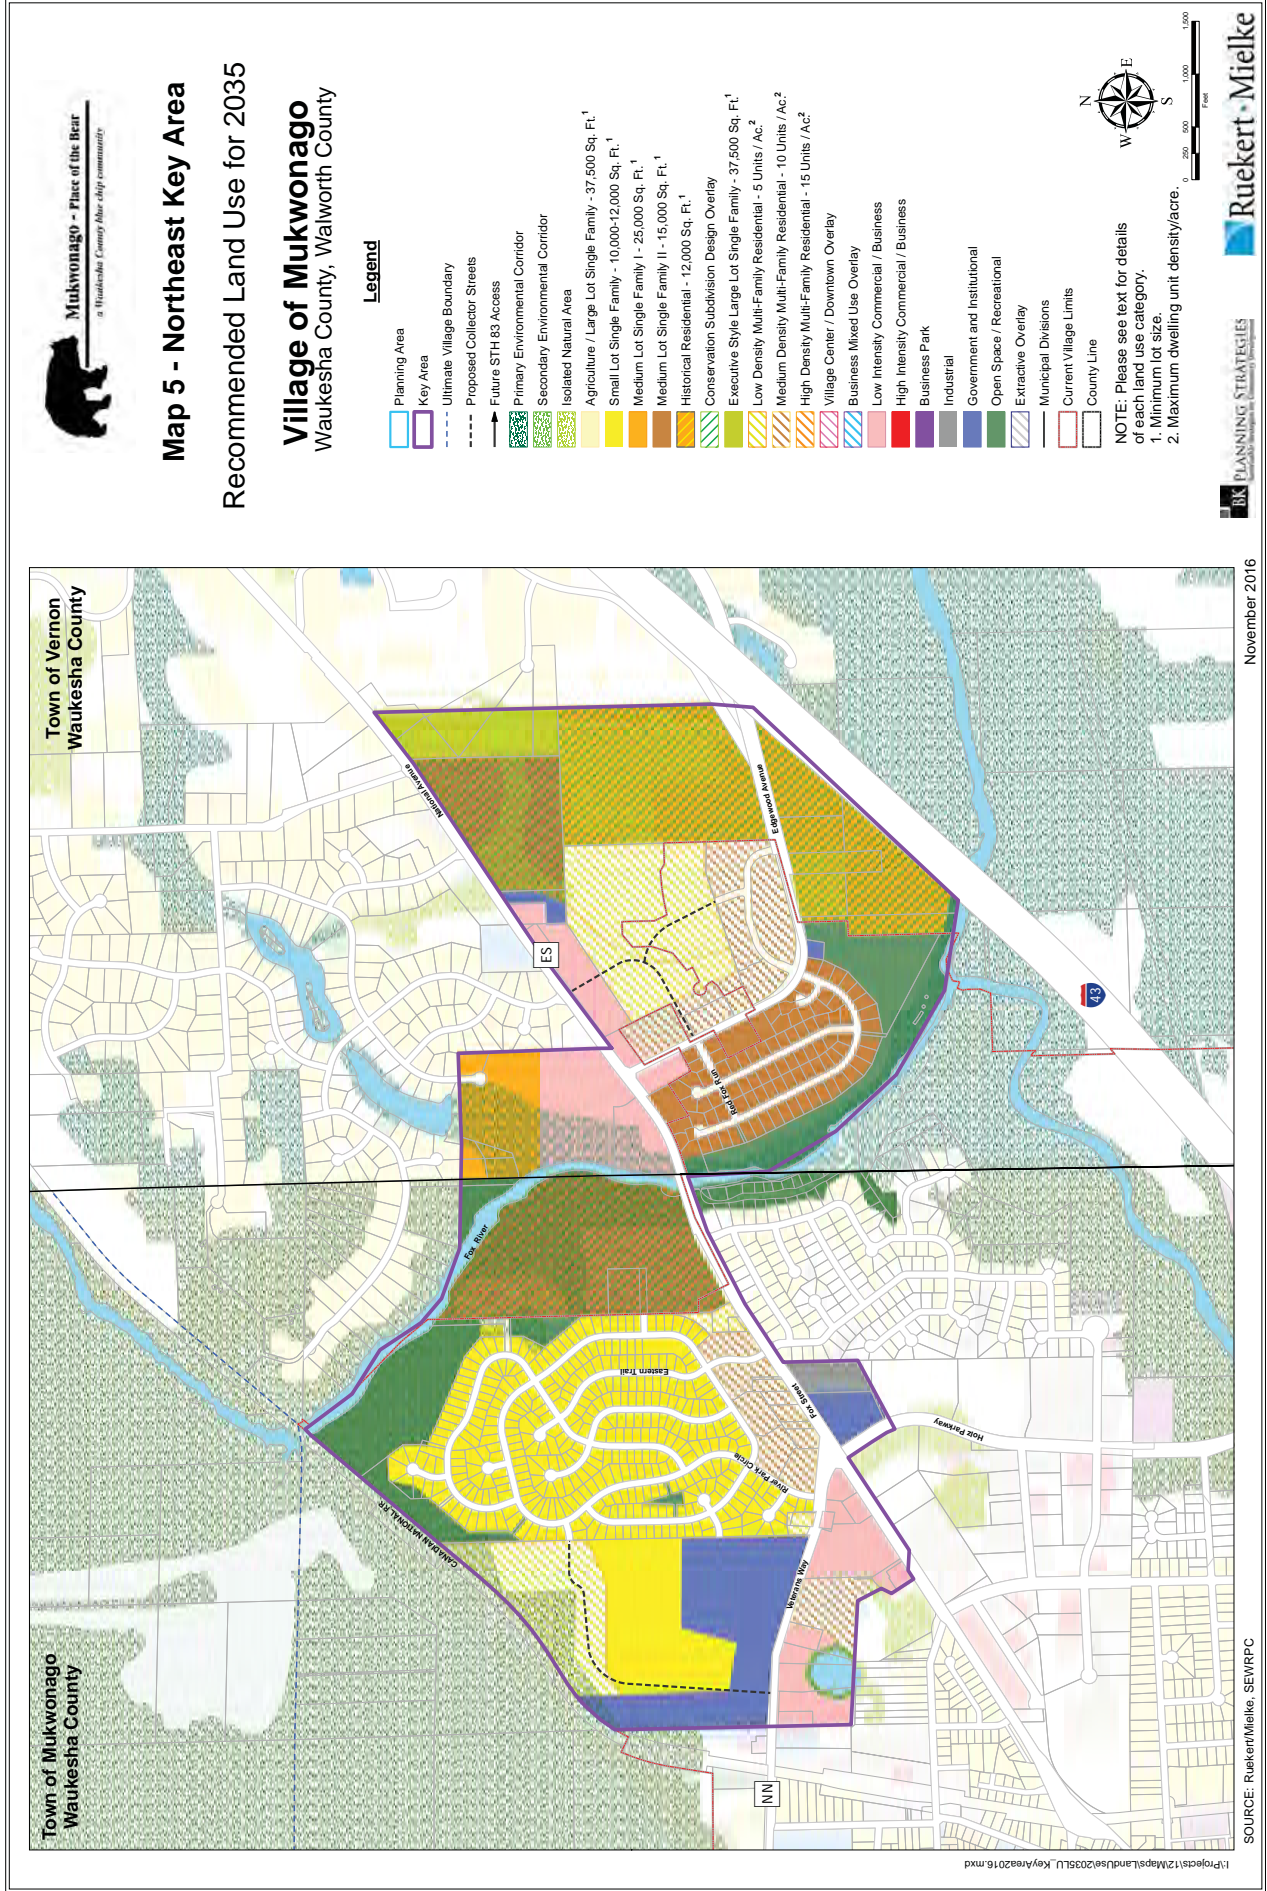 Mukwonago - Place of the Bear
a Waukesha County blue chip community
Map 5 - Northeast Key Area
Recommended Land Use for 2035
Village of Mukwonago
Waukesha County, Walworth County
Legend
Planning Area
Key Area
Ultimate Village Boundary
Proposed Collector Streets
Future STH 83 Access
Primary Environmental Corridor
Secondary Environmental Corridor
Isolated Natural Area
Agriculture / Large Lot Single Family - 37,500 Sq. Ft.1
Small Lot Single Family - 10,000-12,000 Sq. Ft.1
Medium Lot Single Family I - 25,000 Sq. Ft.1
Medium Lot Single Family II - 15,000 Sq. Ft.1
Historical Residential - 12,000 Sq. Ft.1
Conservation Subdivision Design Overlay
Executive Style Large Lot Single Family - 37,500 Sq. Ft.1
Low Density Multi-Family Residential - 5 Units / Ac.2
Medium Density Multi-Family Residential - 10 Units / Ac.2
High Density Multi-Family Residential - 15 Units / Ac.2
Village Center / Downtown Overlay
Business Mixed Use Overlay
Low Intensity Commercial / Business
High Intensity Commercial / Business
Business Park
Industrial
Government and Institutional
Open Space / Recreational
Extractive Overlay
Municipal Divisions
Current Village Limits
County Line
NOTE: Please see text for details
of each land use category.
1. Minimum lot size.
2. Maximum dwelling unit density/acre.
N
W
E
S
0 250 500 1,000 1,500
Feet
BK PLANNING STRATEGIES
Ruekert·Mielke
Town of Mukwonago
Waukesha County
Town of Vernon
Waukesha County
National Avenue
Edgewood Avenue
ES
Red Fox Run
43
Fox River
Eastern Trail
River Park Circle
Fox Street
Holz Parkway
CANADIAN NATIONAL RR
Veterans Way
NN
SOURCE: Ruekert/Mielke, SEWRPC
November 2016
I:\Projects\12\Maps\LandUse\2035LU_KeyArea2016.mxd